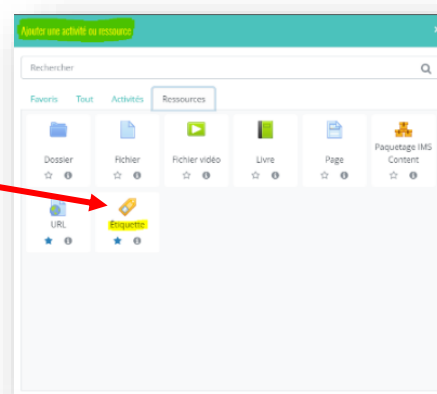 Ajouter une activité ou ressource
Rechercher
Favoris Tout Activités Ressources
Dossier Fichier Fichier vidéo Livre Page Paquetage IMS Content
URL Étiquette